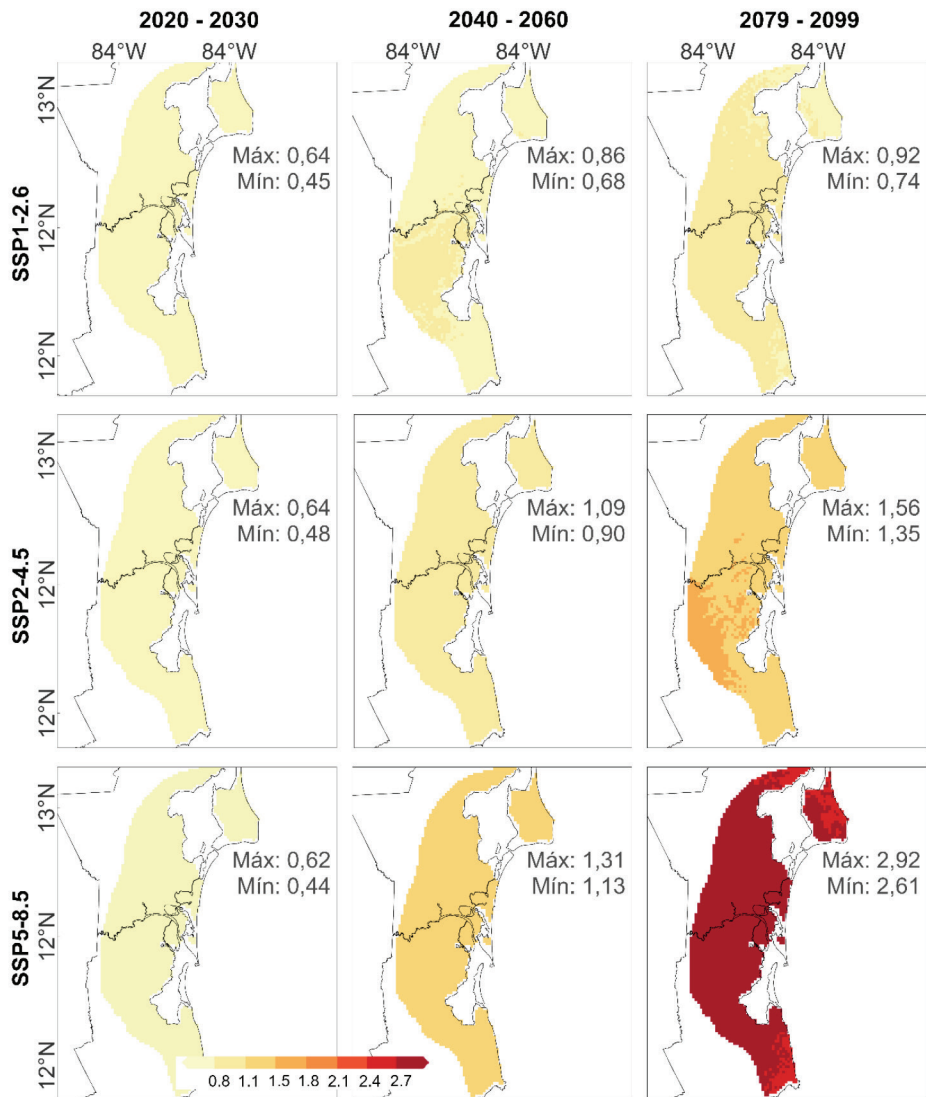 2020 - 2030 2040 - 2060 2079 - 2099
84°W 84°W 84°W 84°W 84°W 84°W
13°N
Máx: 0,64 Máx: 0,86 Máx: 0,92
Mín: 0,45 Mín: 0,68 Mín: 0,74
SSP1-2.6
12°N
12°N
13°N
Máx: 0,64 Máx: 1,09 Máx: 1,56
Mín: 0,48 Mín: 0,90 Mín: 1,35
SSP2-4.5
12°N
12°N
13°N
Máx: 0,62 Máx: 1,31 Máx: 2,92
Mín: 0,44 Mín: 1,13 Mín: 2,61
SSP5-8.5
12°N
12°N
0.8 1.1 1.5 1.8 2.1 2.4 2.7